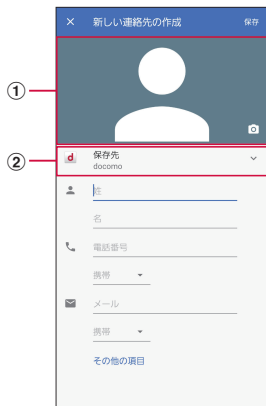 新しい連絡先の作成 保存
①
②
d 保存先
docomo
姓
名
電話番号
携帯
メール
携帯
その他の項目